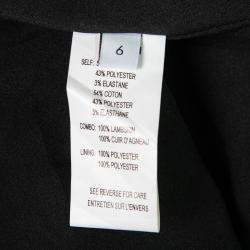 6
SELF:
43% POLYESTER
3% ELASTANE
54% COTON
43% POLYESTER
3% ELASTHANE
COMBO: 100% LAMBSKIN
100% CUIR D'AGNEAU
LINING: 100% POLYESTER
100% POLYESTER
SEE REVERSE FOR CARE
ENTRETIEN SUR L'ENVERS